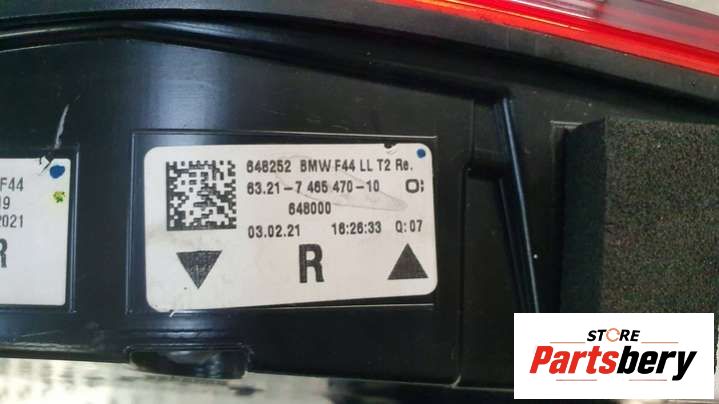 F44
19
2021
R
648252 BMW F44 LL T2 Re.
63.21-7 465 470-10
648000
03.02.21 16:26:33 Q:07
R
STORE
Partsbery